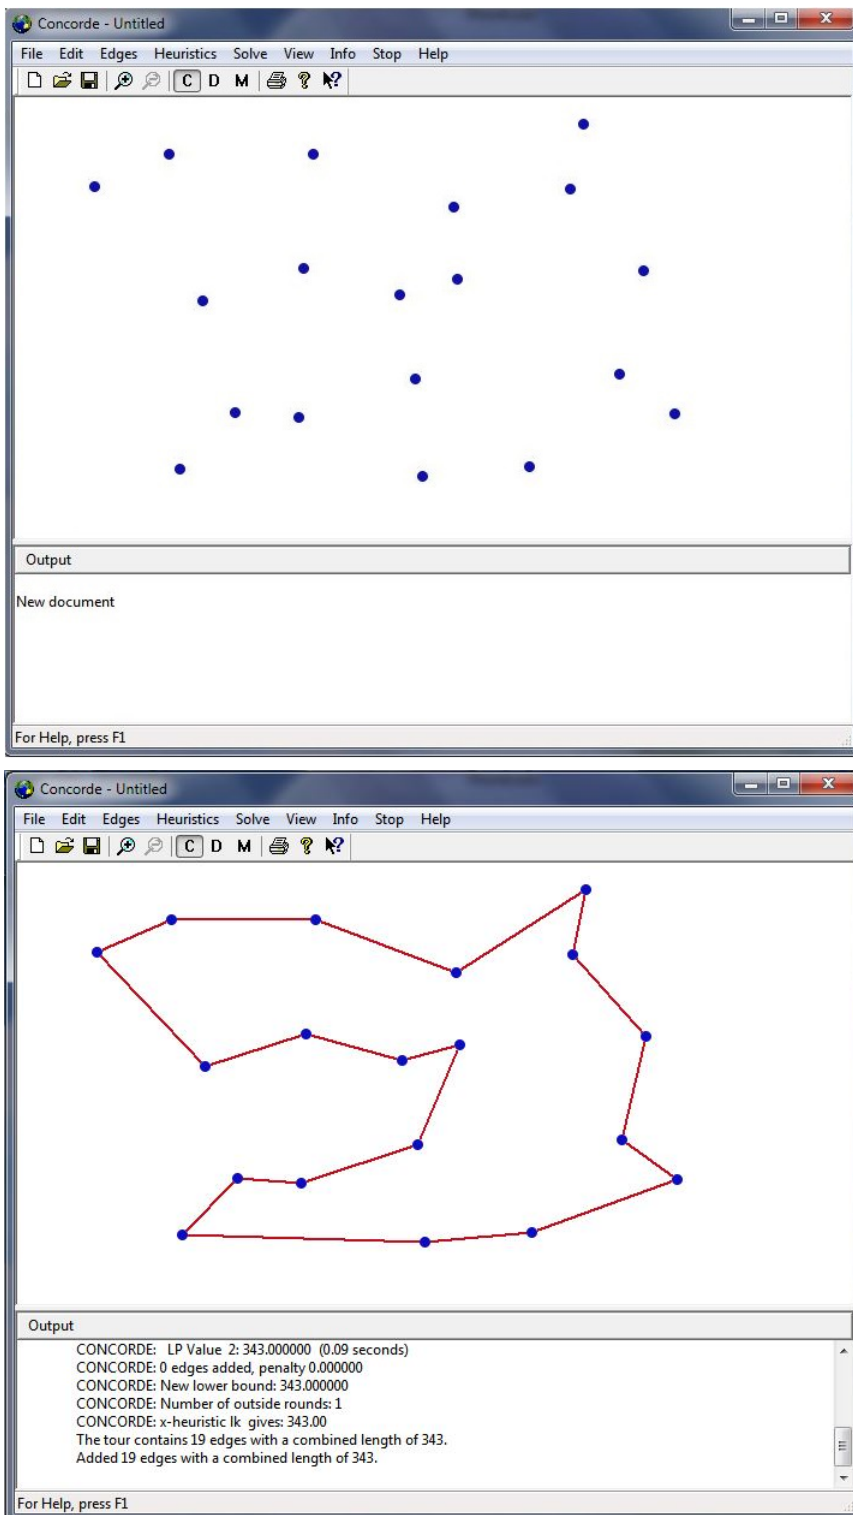 Concorde - Untitled
File Edit Edges Heuristics Solve View Info Stop Help
C D M
Output
New document
For Help, press F1
Concorde - Untitled
File Edit Edges Heuristics Solve View Info Stop Help
C D M
Output
CONCORDE: LP Value 2: 343.000000 (0.09 seconds)
CONCORDE: 0 edges added, penalty 0.000000
CONCORDE: New lower bound: 343.000000
CONCORDE: Number of outside rounds: 1
CONCORDE: x-heuristic lk gives: 343.00
The tour contains 19 edges with a combined length of 343.
Added 19 edges with a combined length of 343.
For Help, press F1